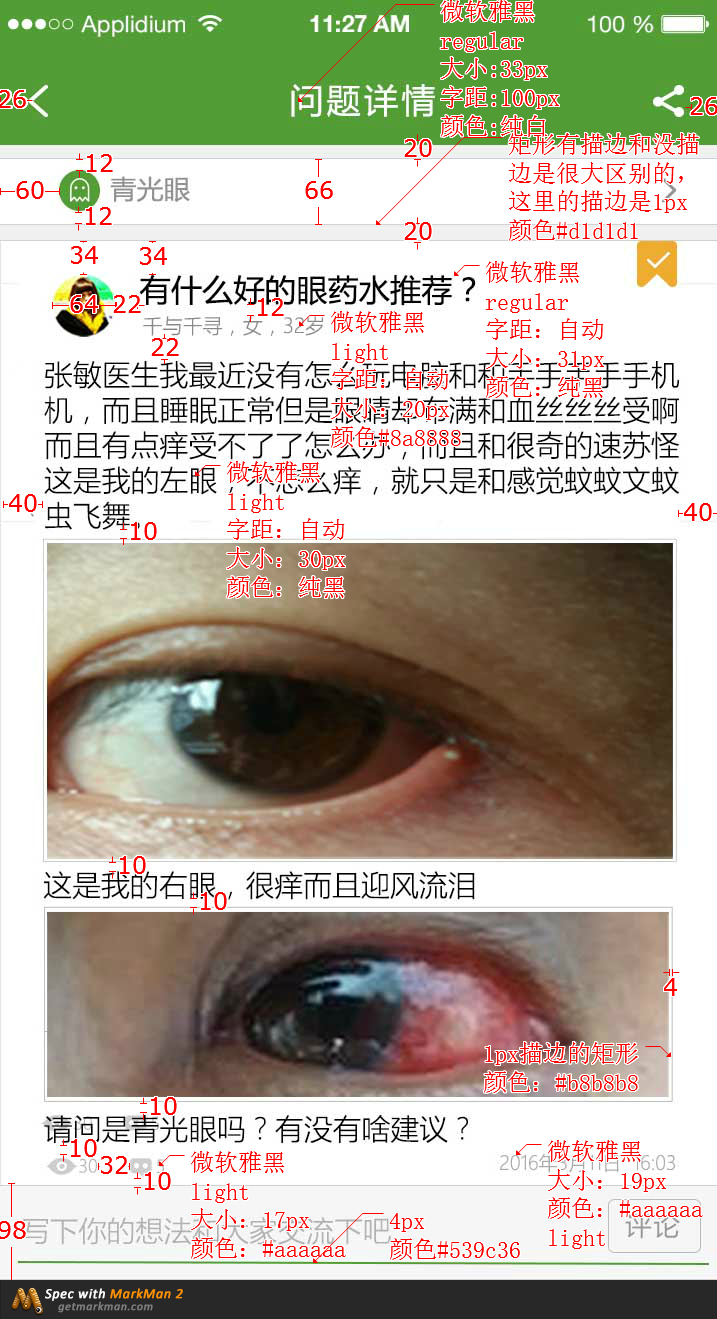 Applidium 11:27 AM 100 %
微软雅黑
regular
大小:33px
字距:100px
颜色:纯白
26
问题详情
26
20
矩形有描边和没描
边是很大区别的，
这里的描边是1px
颜色#d1d1d1
12
60
青光眼
66
12
20
34
34
微软雅黑
regular
字距：自动
大小：31px
颜色：纯黑
有什么好的眼药水推荐？
64
22
12
千与千寻，女，32岁
微软雅黑
light
字距：自动
大小：20px
颜色#8a8888
22
张敏医生我最近没有怎么玩电脑和和手手手手手机
机，而且睡眠正常但是眼睛却布满和血丝丝丝受啊
而且有点痒受不了了怎么办，而且和很奇的速苏怪
这是我的左眼，不怎么痒，就只是和感觉蚊蚊文蚊
虫飞舞
微软雅黑
light
字距：自动
大小：30px
颜色：纯黑
40
40
10
10
这是我的右眼，很痒而且迎风流泪
10
4
1px描边的矩形
颜色：#b8b8b8
10
请问是青光眼吗？有没有啥建议？
10
30
32
10
微软雅黑
light
大小：17px
颜色：#aaaaaa
2016年3月11日 16:03
微软雅黑
大小：19px
颜色：#aaaaaa
light
98
写下你的想法和大家交流下吧
4px
颜色#539c36
评论
Spec with MarkMan 2
getmarkman.com